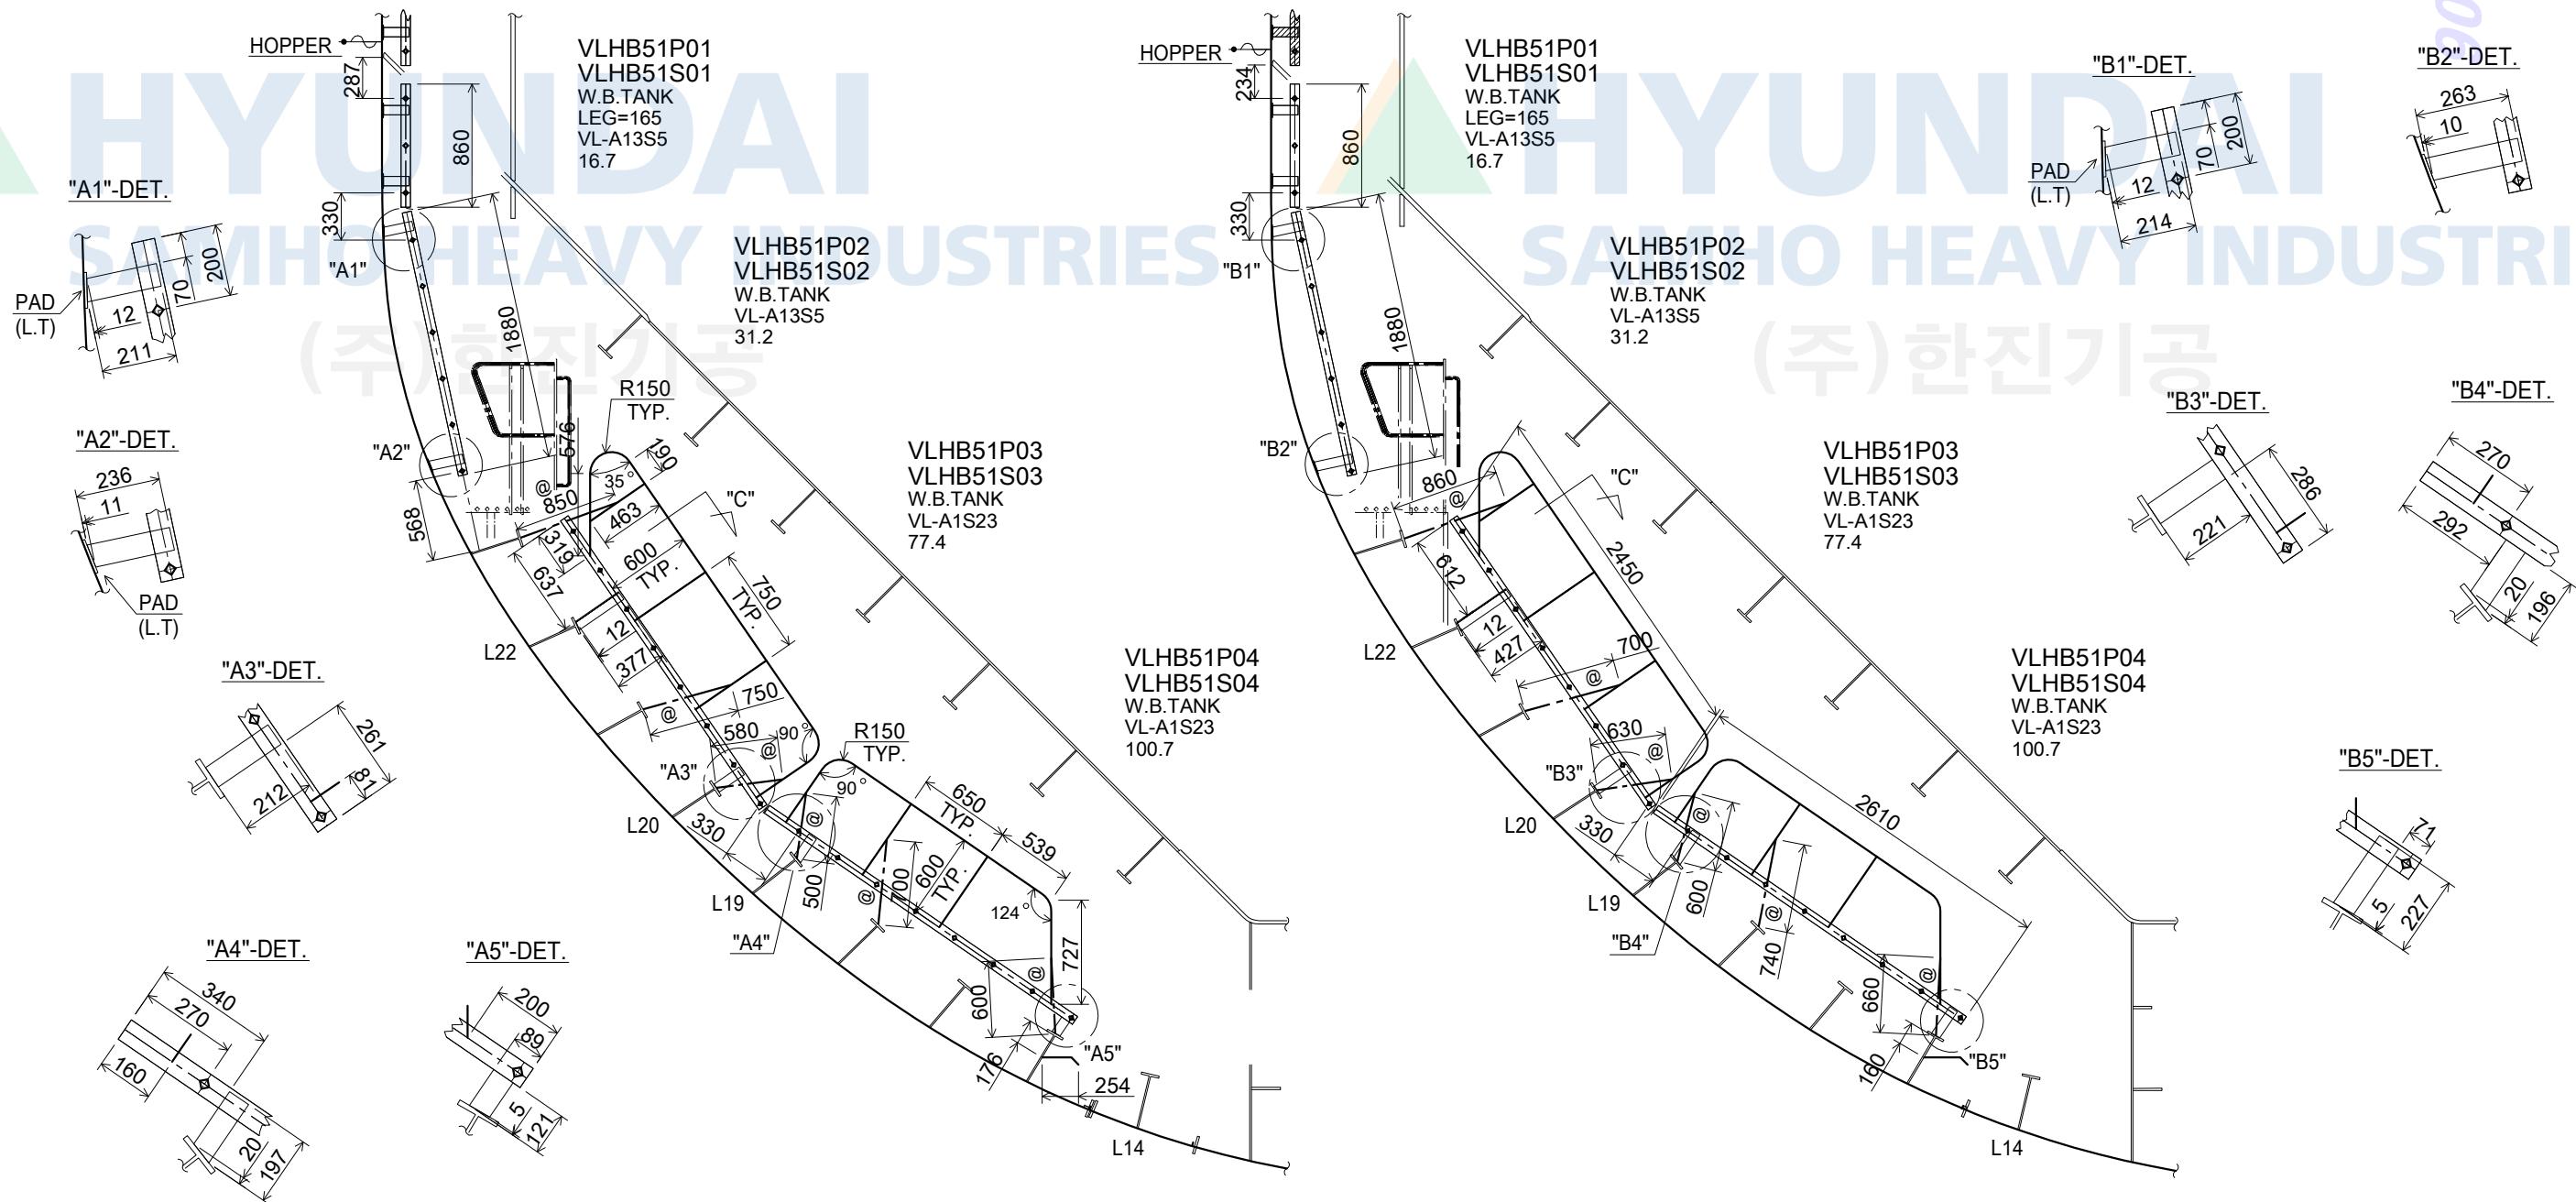 HOPPER
287
860
330
"A1"
VLHB51P01
VLHB51S01
W.B.TANK
LEG=165
VL-A13S5
16.7
"A1"-DET.
PAD
(L.T)
12
211
70
200
VLHB51P02
VLHB51S02
W.B.TANK
VL-A13S5
31.2
1880
"A2"
568
"A2"-DET.
236
11
PAD
(L.T)
R150
TYP.
576
190
35°
@
850
463
"C"
319
637
600
TYP.
750
TYP.
12
377
L22
VLHB51P03
VLHB51S03
W.B.TANK
VL-A1S23
77.4
@
750
580
@
90°
"A3"
L20
"A3"-DET.
261
81
212
R150
TYP.
90°
330
@
500
L19
"A4"
@
700
600
TYP.
650
TYP.
539
124°
727
600
@
176
"A5"
254
L14
VLHB51P04
VLHB51S04
W.B.TANK
VL-A1S23
100.7
"A4"-DET.
340
270
160
20
197
"A5"-DET.
200
89
5
121
HOPPER
234
860
330
"B1"
VLHB51P01
VLHB51S01
W.B.TANK
LEG=165
VL-A13S5
16.7
VLHB51P02
VLHB51S02
W.B.TANK
VL-A13S5
31.2
1880
"B2"
860
@
"C"
2450
612
12
427
L22
700
@
630
@
"B3"
L20
330
600
L19
"B4"
@
740
2610
660
@
160
"B5"
L14
VLHB51P03
VLHB51S03
W.B.TANK
VL-A1S23
77.4
VLHB51P04
VLHB51S04
W.B.TANK
VL-A1S23
100.7
"B1"-DET.
PAD
(L.T)
12
214
70
200
"B2"-DET.
263
10
"B3"-DET.
286
221
"B4"-DET.
270
292
20
196
"B5"-DET.
71
5
227
HYUNDAI
SAMHO HEAVY INDUSTRIES
(주)한진기공
HYUNDAI
SAMHO HEAVY INDUSTRI
(주)한진기공